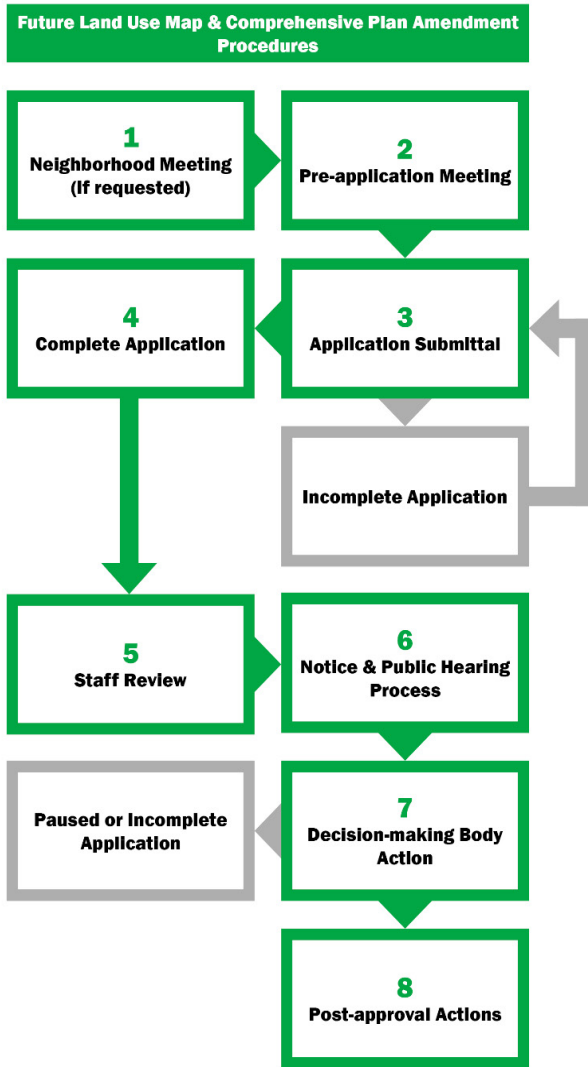 Future Land Use Map & Comprehensive Plan Amendment
Procedures
1
Neighborhood Meeting
(If requested)
2
Pre-application Meeting
3
Application Submittal
4
Complete Application
Incomplete Application
5
Staff Review
6
Notice & Public Hearing
Process
7
Decision-making Body
Action
Paused or Incomplete
Application
8
Post-approval Actions